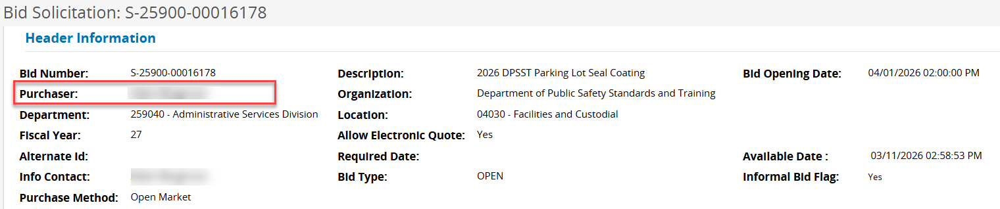 Bid Solicitation: S-25900-00016178
Header Information
Bid Number: S-25900-00016178 Description: 2026 DPSST Parking Lot Seal Coating Bid Opening Date: 04/01/2026 02:00:00 PM
Purchaser: Organization: Department of Public Safety Standards and Training
Department: 259040 - Administrative Services Division Location: 04030 - Facilities and Custodial
Fiscal Year: 27 Allow Electronic Quote: Yes
Alternate Id: Required Date: Available Date : 03/11/2026 02:58:53 PM
Info Contact: Bid Type: OPEN Informal Bid Flag: Yes
Purchase Method: Open Market